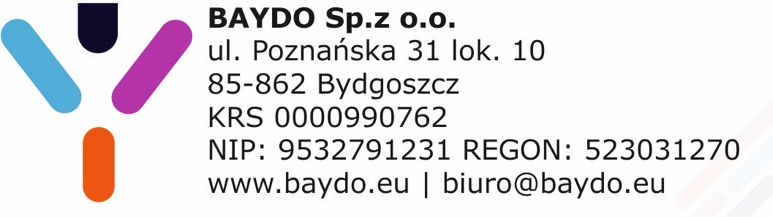 BAYDO Sp.z o.o.
ul. Poznańska 31 lok. 10
85-862 Bydgoszcz
KRS 0000990762
NIP: 9532791231 REGON: 523031270
www.baydo.eu | biuro@baydo.eu